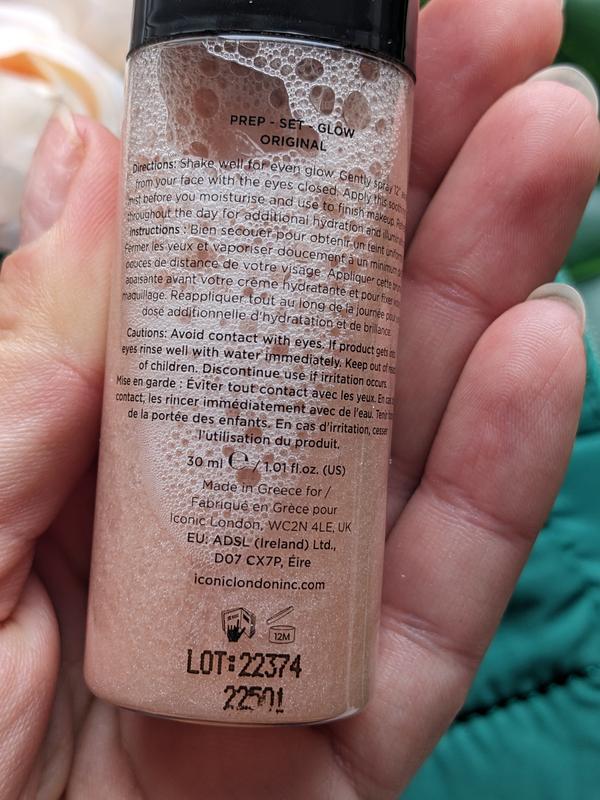 PREP - SET - GLOW
ORIGINAL
Directions: Shake well for even glow. Gently spray 12"
from your face with the eyes closed. Apply this
mist before you moisturise and use to finish makeup.
throughout the day for additional hydration and
Instructions : Bien secouer pour obtenir un teint
Fermer les yeux et vaporiser doucement à un minimum
pouces de distance de votre visage. Appliquer cette
apaisante avant votre crème hydratante et pour fixer
maquillage. Réappliquer tout au long de la journée pour
dose additionnelle d'hydratation et de brillance.
Cautions: Avoid contact with eyes. If product gets
eyes rinse well with water immediately. Keep out of
of children. Discontinue use if irritation occurs.
Mise en garde : Éviter tout contact avec les yeux. En
contact, les rincer immédiatement avec de l'eau.
de la portée des enfants. En cas d'irritation, cesser
l'utilisation du produit.
30 ml ℮ / 1.01 fl.oz. (US)
Made in Greece for /
Fabriqué en Grèce pour
Iconic London, WC2N 4LE, UK
EU: ADSL (Ireland) Ltd.,
D07 CX7P, Éire
iconiclondoninc.com
12M
LOT:22374
22501